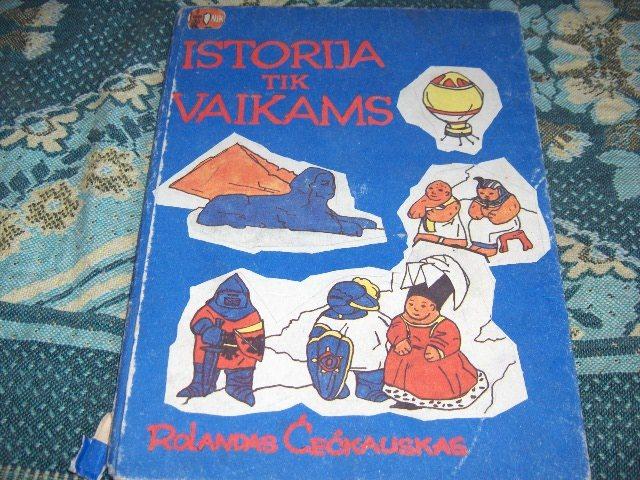 ISTORIJA
TIK
VAIKAMS
ROLANDAS ČEČKAUSKAS